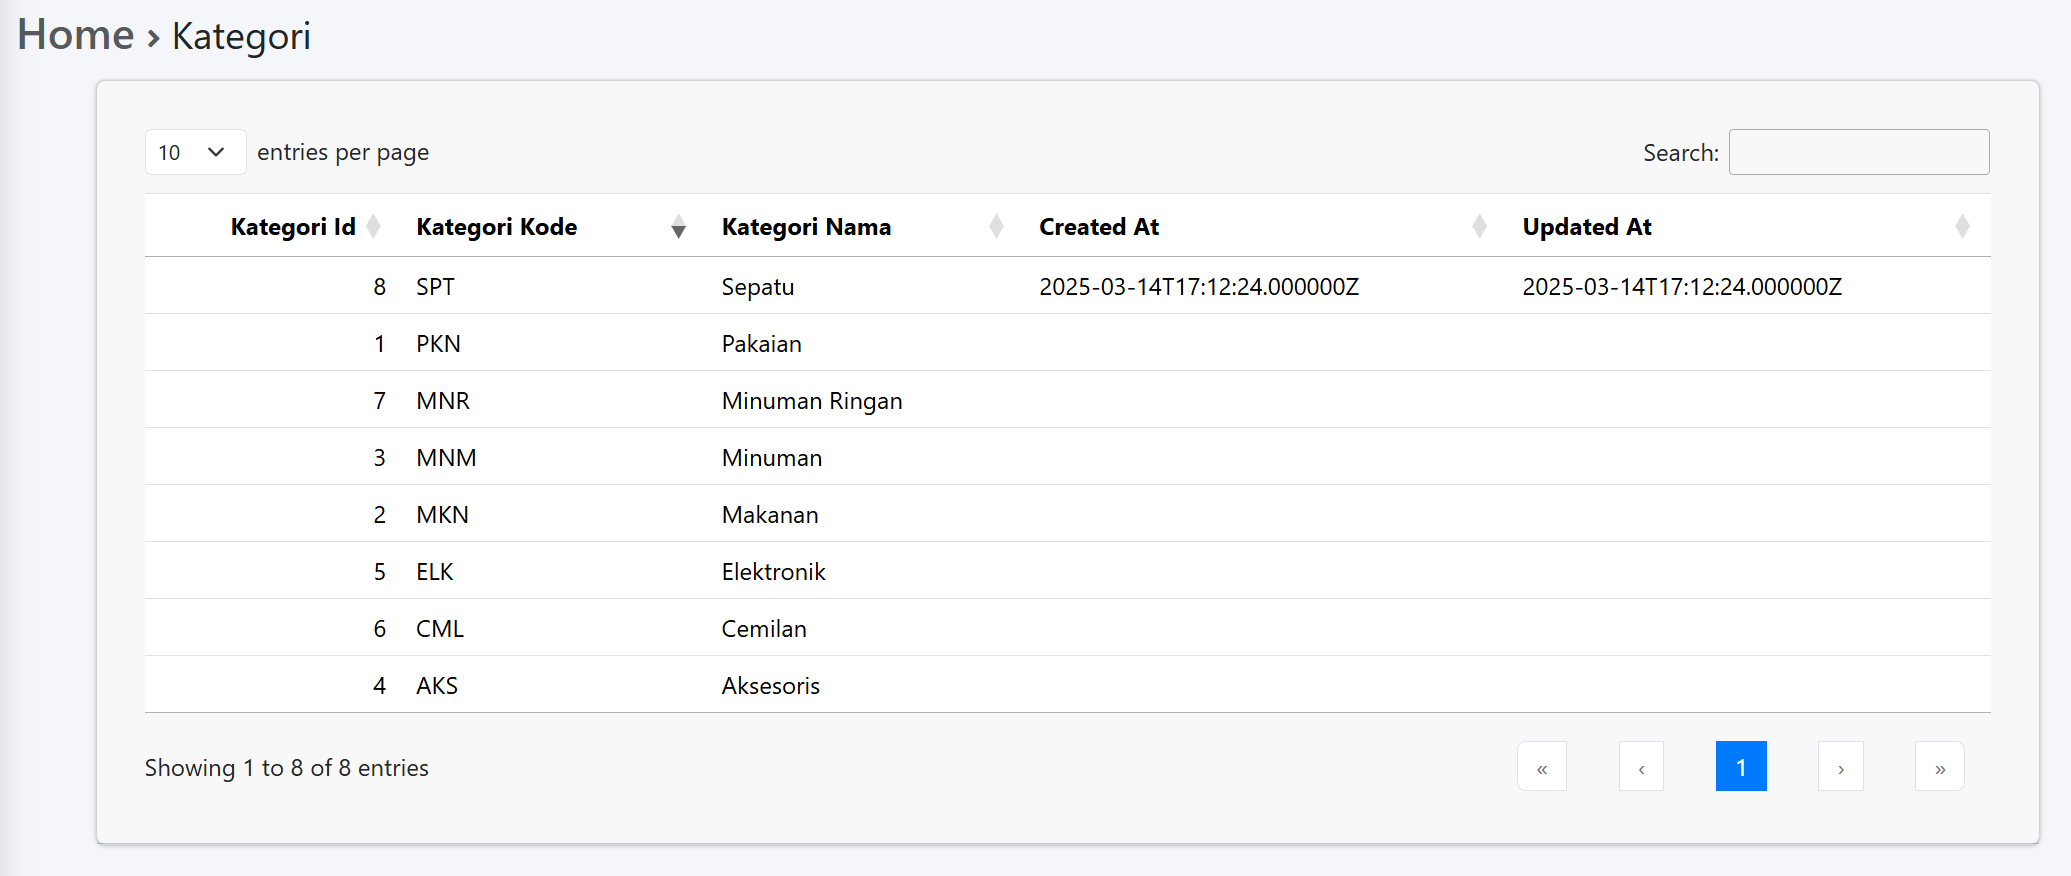 Home › Kategori
10 entries per page Search:
Kategori Id Kategori Kode Kategori Nama Created At Updated At
8 SPT Sepatu 2025-03-14T17:12:24.000000Z 2025-03-14T17:12:24.000000Z
1 PKN Pakaian
7 MNR Minuman Ringan
3 MNM Minuman
2 MKN Makanan
5 ELK Elektronik
6 CML Cemilan
4 AKS Aksesoris
Showing 1 to 8 of 8 entries « ‹ 1 › »